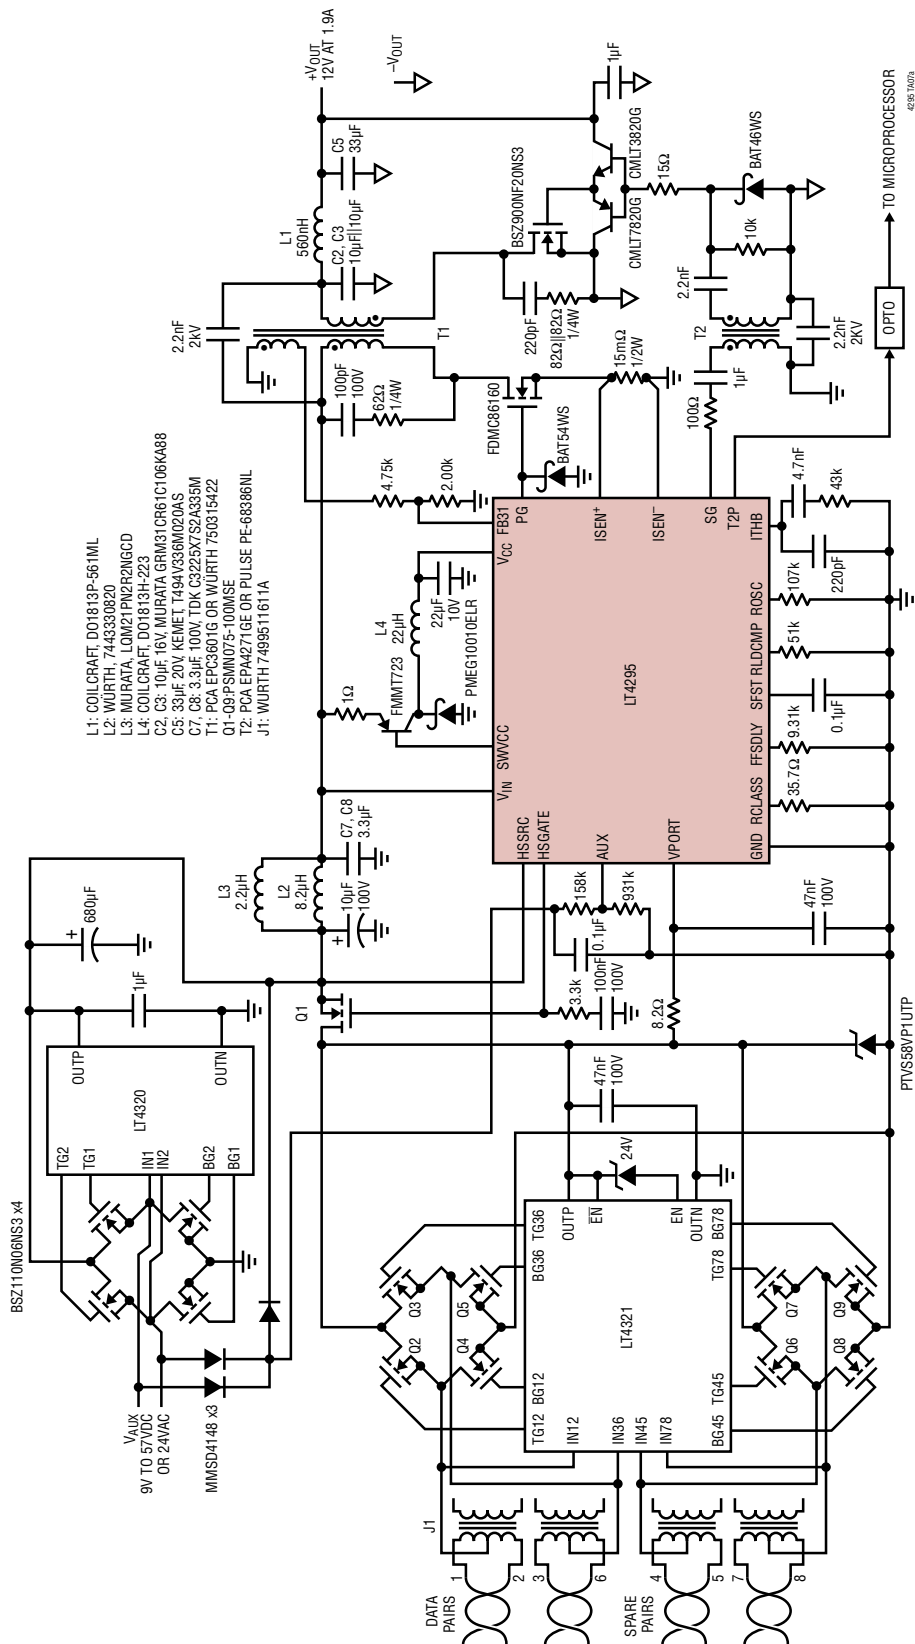 L1: COILCRAFT, DO1813P-561ML
L2: WÜRTH, 7443330820
L3: MURATA, LQM21PN2R2NGCD
L4: COILCRAFT, DO1813H-223
C2, C3: 10µF, 16V, MURATA GRM31CR61C106KA88
C5: 33µF, 20V, KEMET, T494V336M020AS
C7, C8: 3.3µF, 100V, TDK C3225X7S2A335M
T1: PCA EPC3601G OR WÜRTH 750315422
Q1-Q9:PSMN075-100MSE
T2: PCA EPA4271GE OR PULSE PE-68386NL
J1: WURTH 7499511611A
BSZ110N06NS3 x4
TG2
TG1
IN1
IN2
BG2
BG1
LT4320
OUTP
OUTN
+
680µF
1µF
VAUX
9V TO 57VDC
OR 24VAC
MMSD4148 x3
Q1
L3
2.2µH
L2
8.2µH
+
10µF
100V
C7, C8
3.3µF
1Ω
FMMT723
L4
22µH
22µF
10V
PMEG10010ELR
4.75k
2.00k
100pF
100V
62Ω
1/4W
2.2nF
2kV
T1
L1
560nH
C2, C3
10µF||10µF
C5
33µF
+VOUT
12V AT 1.9A
–VOUT
1µF
BSZ900NF20NS3
CMLT7820G
CMLT3820G
220pF
82Ω||82Ω
1/4W
FDMC86160
15mΩ
1/2W
BAT54WS
15Ω
BAT46WS
10k
2.2nF
T2
2.2nF
2KV
1µF
100Ω
OPTO
TO MICROPROCESSOR
4295 TA07a
LT4295
HSSRC
HSGATE
AUX
VPORT
VIN
SWVCC
VCC
FB31
PG
ISEN+
ISEN–
SG
T2P
ITHB
GND
RCLASS
FFSDLY
SFST
RLDCMP
ROSC
35.7Ω
9.31k
0.1µF
51k
107k
220pF
4.7nF
43k
158k
931k
0.1µF
3.3k
100nF
100V
8.2Ω
47nF
100V
PTVS58VP1UTP
47nF
100V
24V
LT4321
TG12
BG12
BG36
TG36
OUTP
EN
EN
OUTN
IN12
IN36
IN45
IN78
BG45
TG45
TG78
BG78
Q2
Q3
Q4
Q5
Q6
Q7
Q8
Q9
J1
DATA
PAIRS
SPARE
PAIRS
1
2
3
6
4
5
7
8